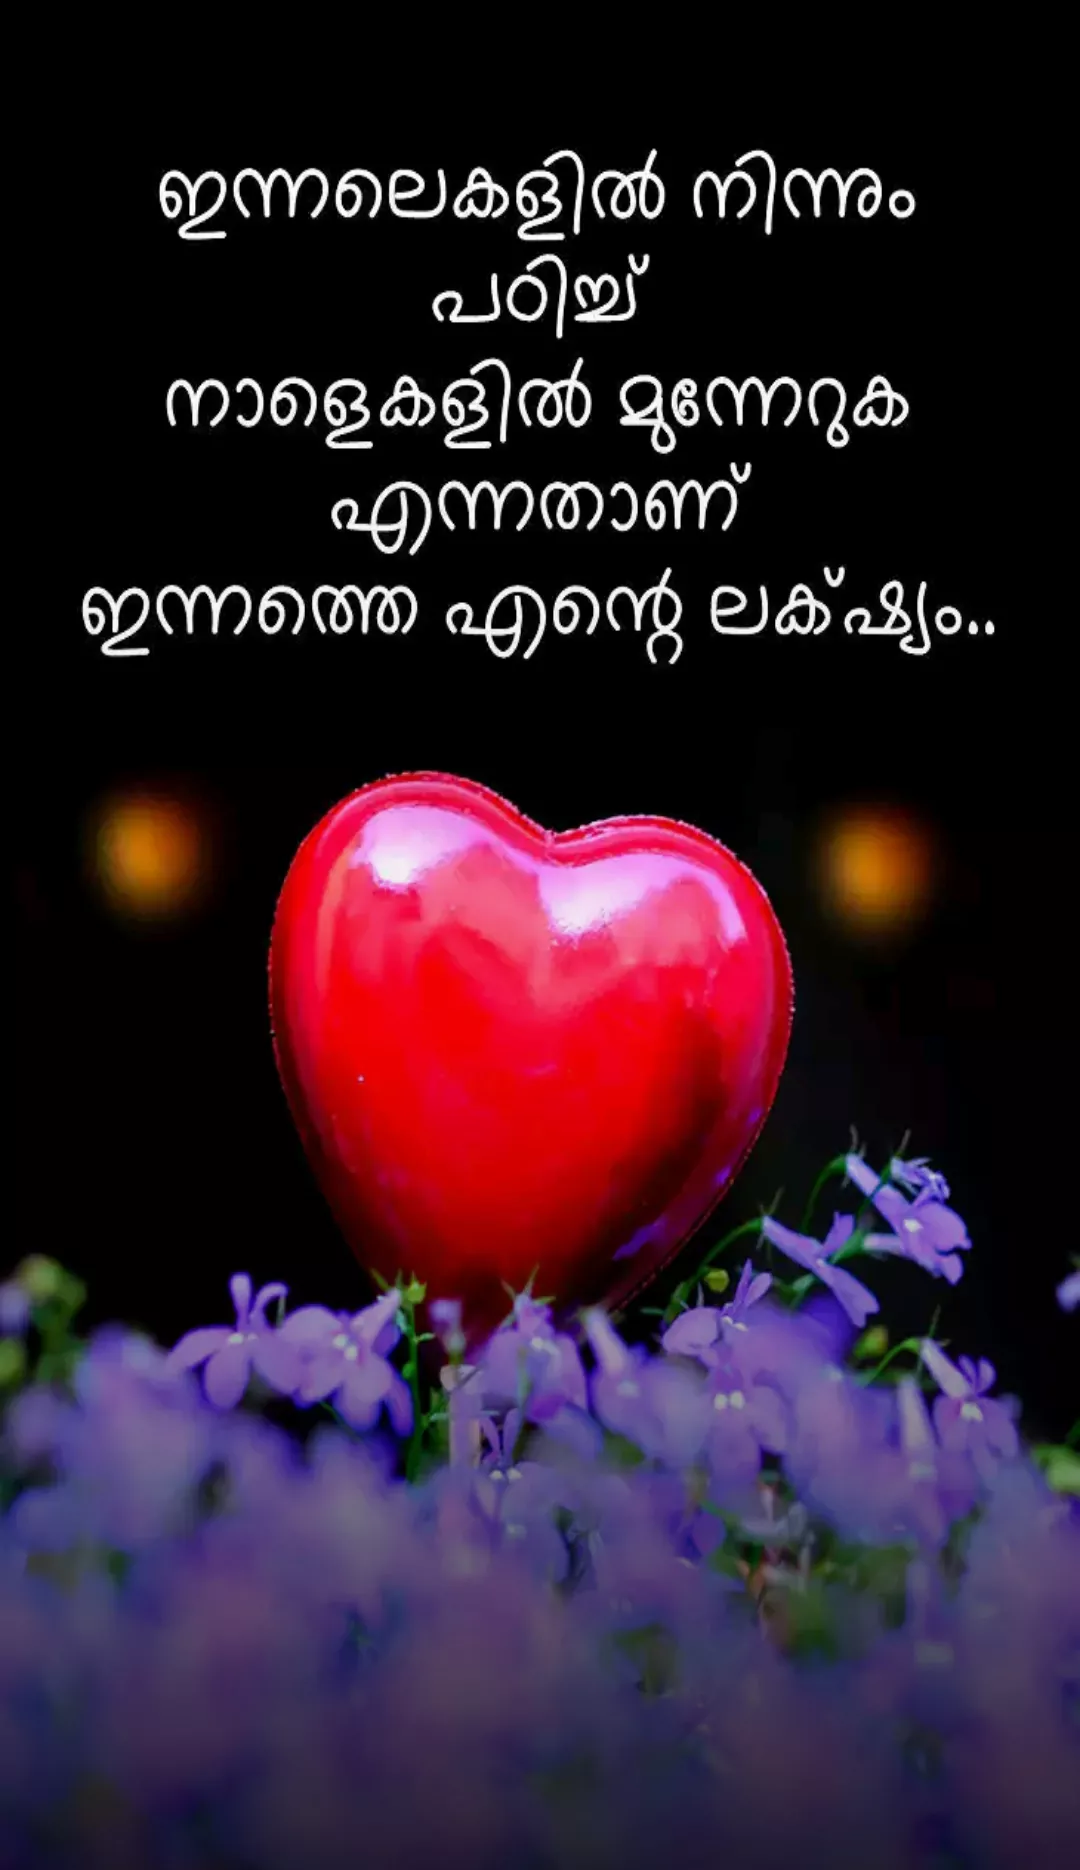 ഇന്നലെകളിൽ നിന്നും
പഠിച്ച്
നാളെകളിൽ മുന്നേറുക
എന്നതാണ്
ഇന്നത്തെ എന്റെ ലക്‌ഷ്യം..